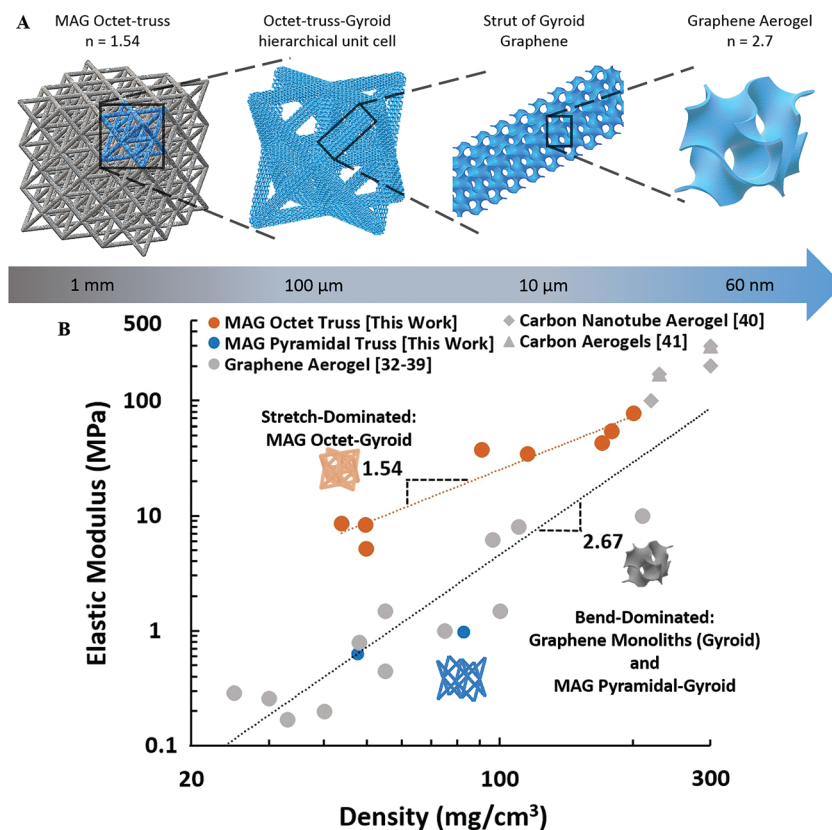 A
MAG Octet-truss
n = 1.54
Octet-truss-Gyroid
hierarchical unit cell
Strut of Gyroid
Graphene
Graphene Aerogel
n = 2.7
1 mm
100 µm
10 µm
60 nm
B
MAG Octet Truss [This Work]
MAG Pyramidal Truss [This Work]
Graphene Aerogel [32-39]
Carbon Nanotube Aerogel [40]
Carbon Aerogels [41]
Stretch-Dominated:
MAG Octet-Gyroid
1.54
2.67
Bend-Dominated:
Graphene Monoliths (Gyroid)
and
MAG Pyramidal-Gyroid
Elastic Modulus (MPa)
500
100
10
1
0.1
20
100
300
Density (mg/cm³)